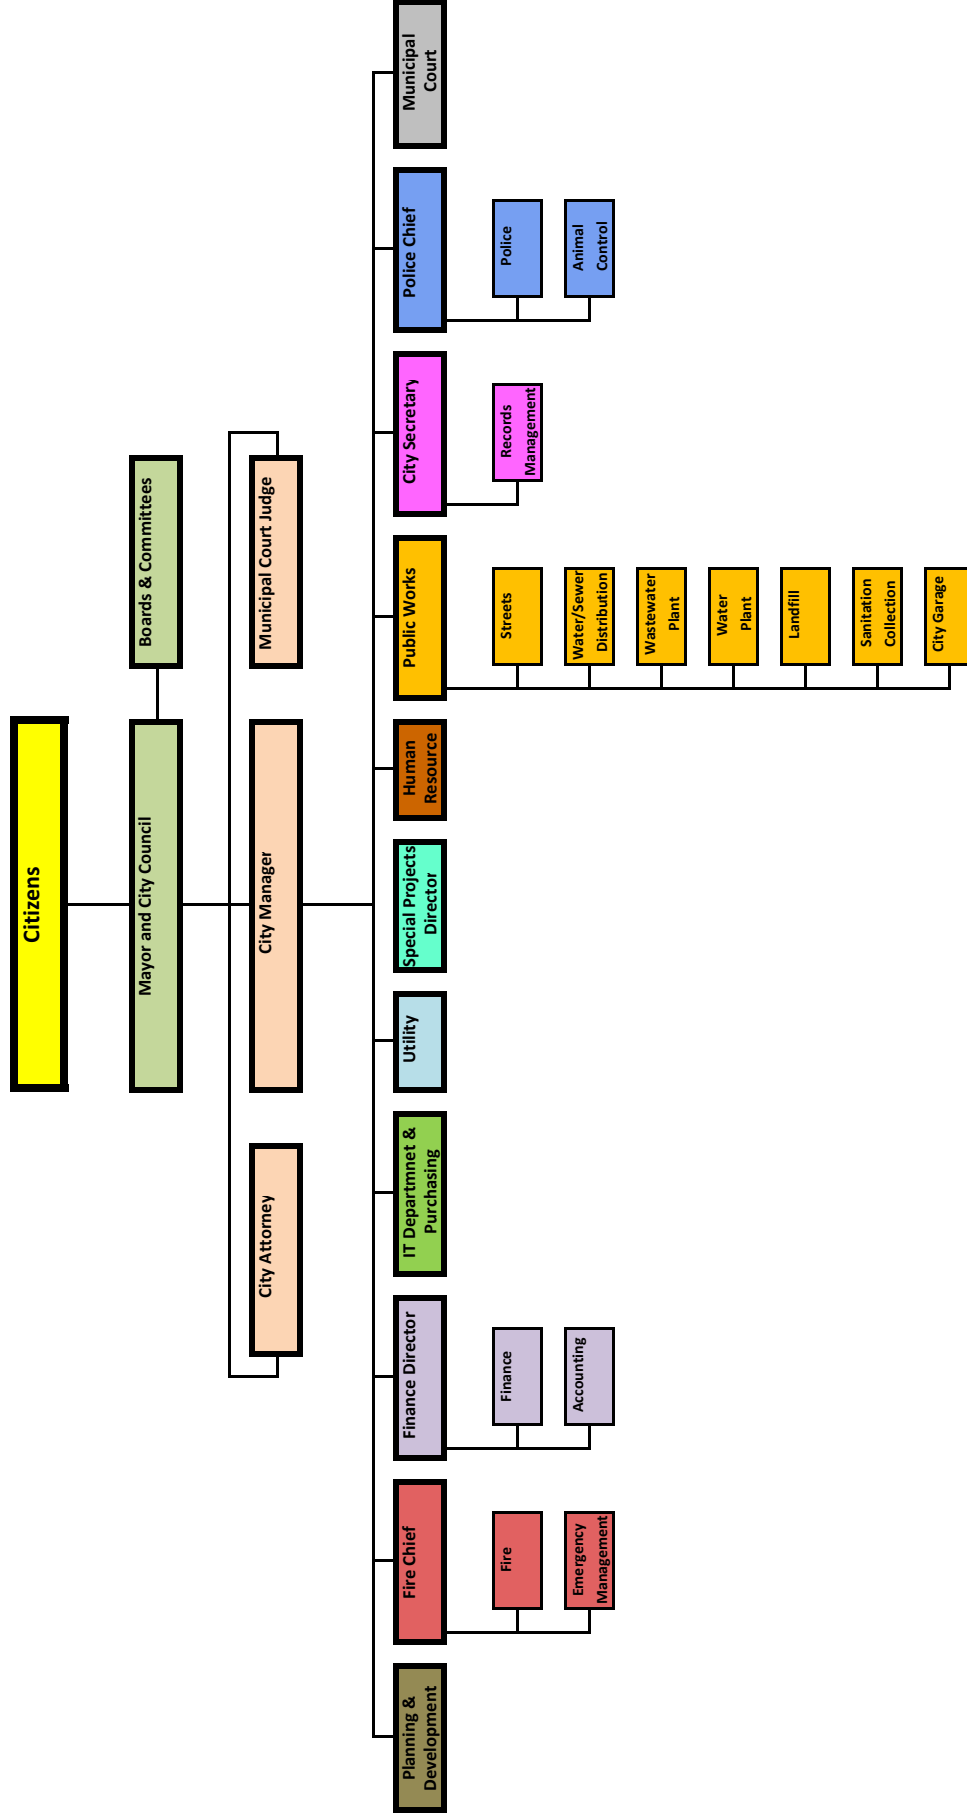 Citizens
Mayor and City Council
Boards & Committees
City Attorney
City Manager
Municipal Court Judge
Planning &
Development
Fire Chief
Finance Director
IT Departmnet &
Purchasing
Utility
Special Projects
Director
Human
Resource
Public Works
City Secretary
Police Chief
Municipal
Court
Fire
Emergency
Management
Finance
Accounting
Streets
Water/Sewer
Distribution
Wastewater
Plant
Water
Plant
Landfill
Sanitation
Collection
City Garage
Records
Management
Police
Animal
Control